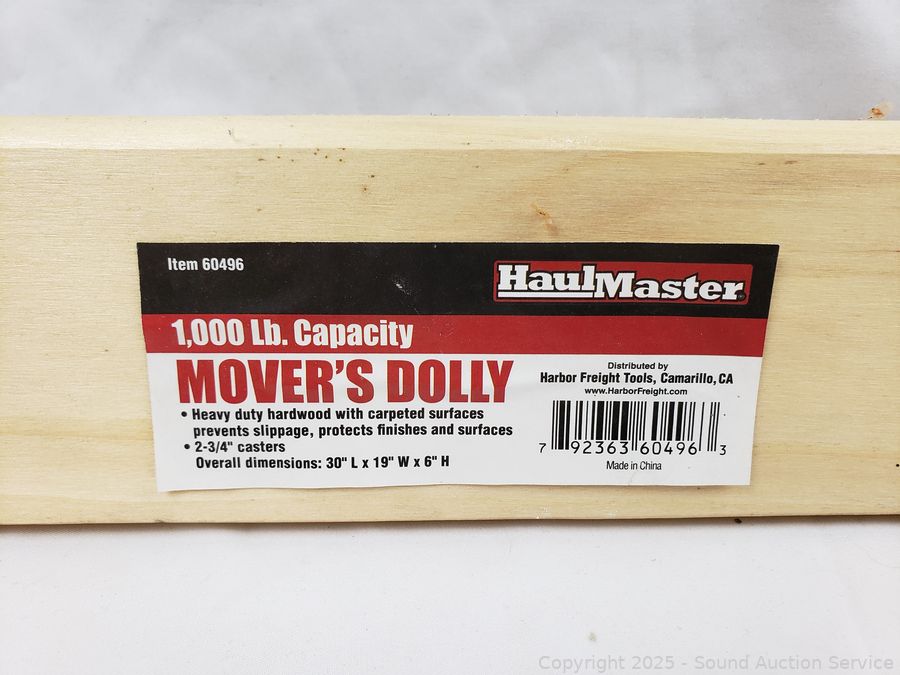 Item 60496
HaulMaster
1,000 Lb. Capacity
MOVER'S DOLLY
• Heavy duty hardwood with carpeted surfaces
prevents slippage, protects finishes and surfaces
• 2-3/4" casters
Overall dimensions: 30" L x 19" W x 6" H
Distributed by
Harbor Freight Tools, Camarillo, CA
www.HarborFreight.com
7 92363 60496 3
Made in China
Copyright 2025 - Sound Auction Service